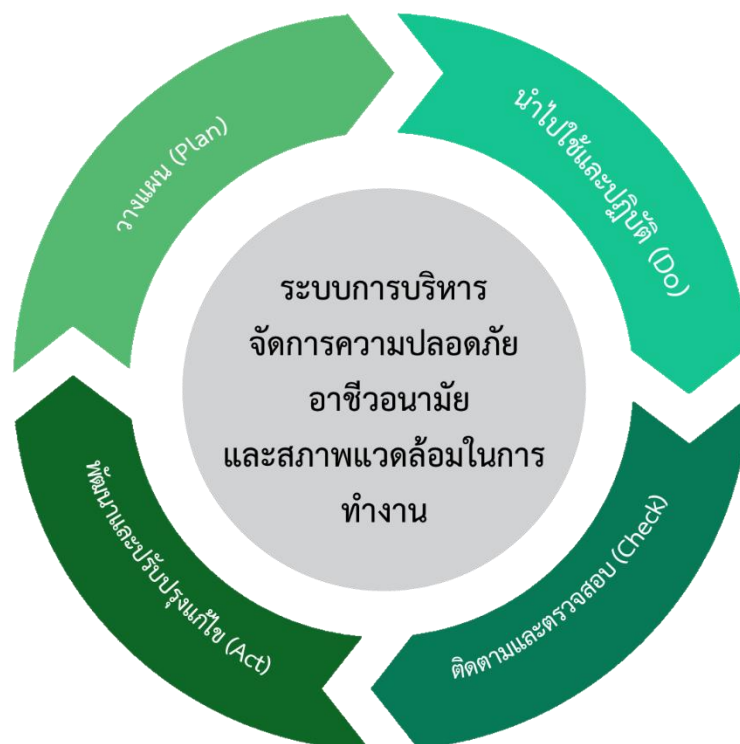 วางแผน (Plan)
นำไปใช้และปฏิบัติ (Do)
ระบบการบริหาร
จัดการความปลอดภัย
อาชีวอนามัย
และสภาพแวดล้อมในการ
ทำงาน
ติดตามและตรวจสอบ (Check)
พัฒนาและปรับปรุงแก้ไข (Act)